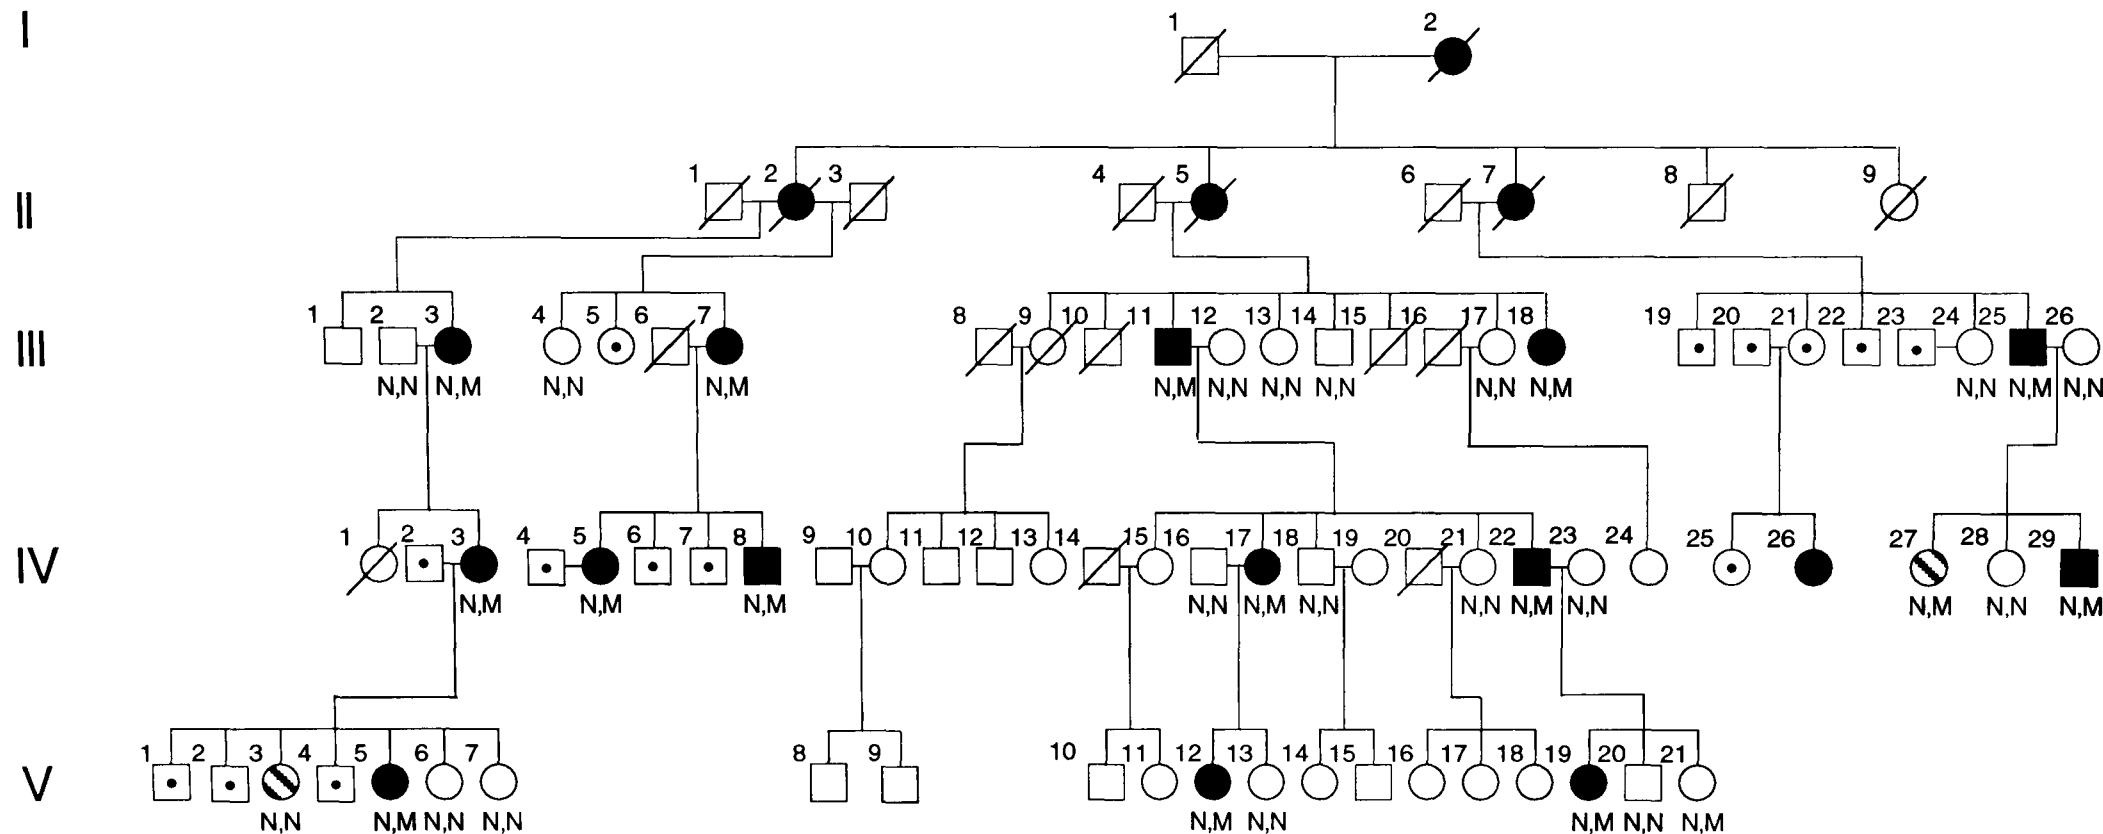 I
1 2
II
1 2 3 4 5 6 7 8 9
III
1 2 3 4 5 6 7 8 9 10 11 12 13 14 15 16 17 18 19 20 21 22 23 24 25 26
N,N N,M N,N N,M N,M N,N N,N N,N N,N N,M N,N N,M N,N
IV
1 2 3 4 5 6 7 8 9 10 11 12 13 14 15 16 17 18 19 20 21 22 23 24 25 26 27 28 29
N,M N,M N,M N,N N,M N,N N,N N,M N,N N,M N,N N,M
V
1 2 3 4 5 6 7 8 9 10 11 12 13 14 15 16 17 18 19 20 21
N,N N,M N,N N,N N,M N,N N,M N,N N,M